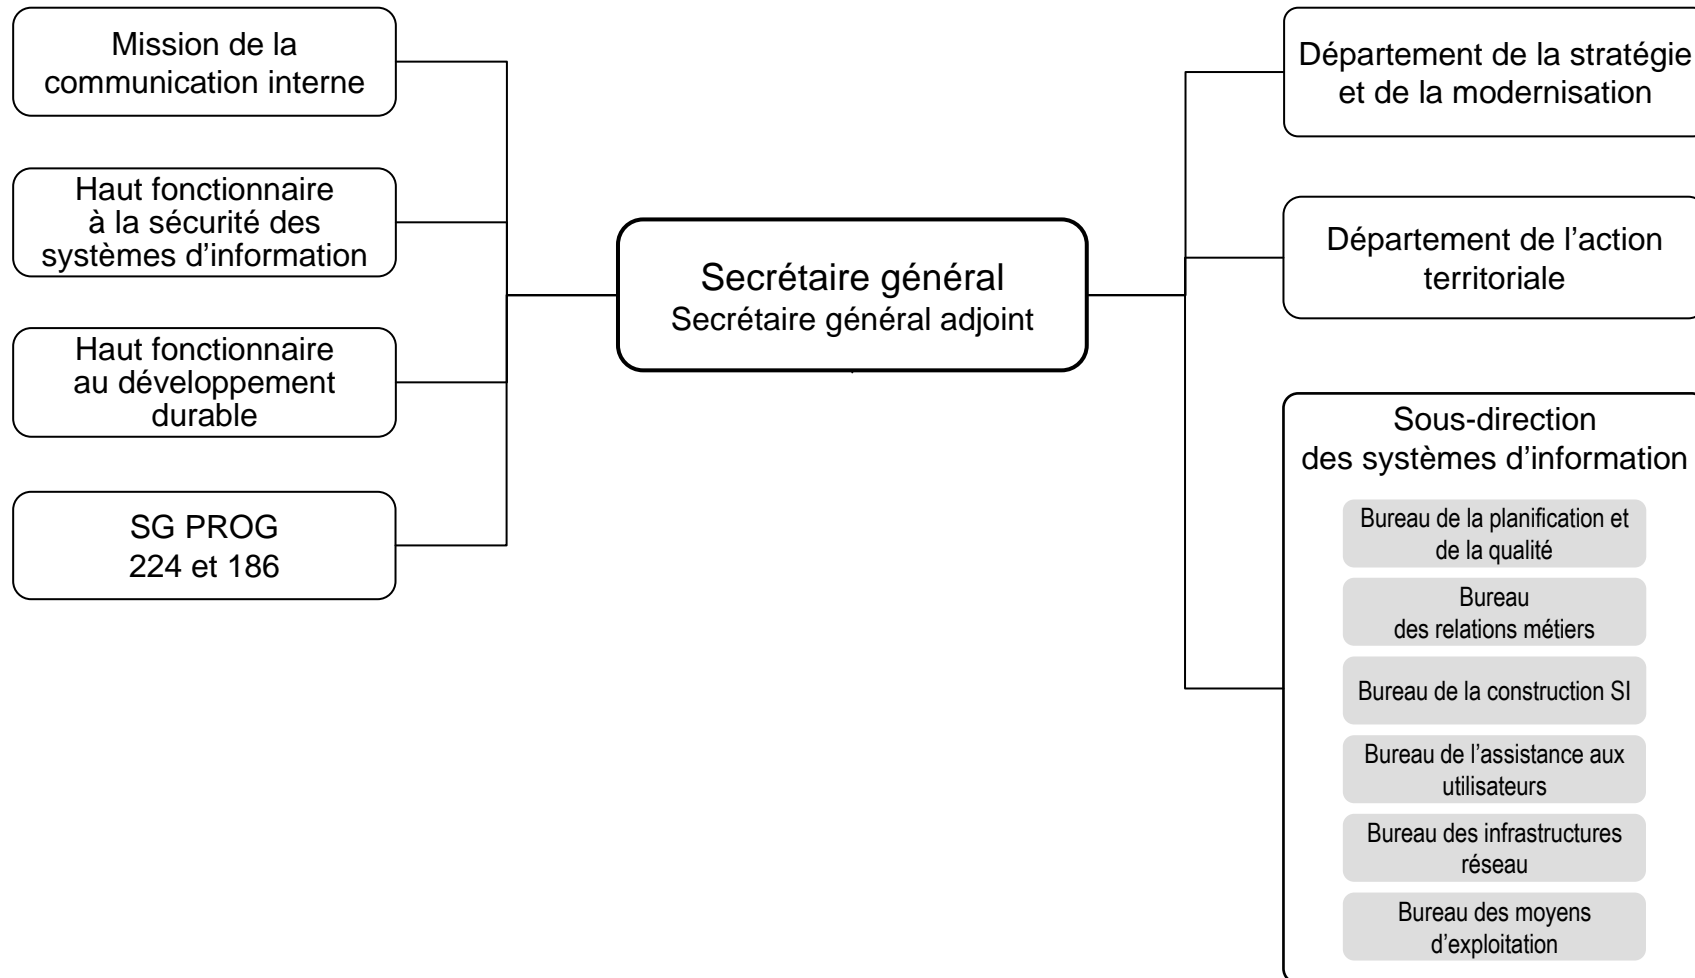 Mission de la
communication interne
Haut fonctionnaire
à la sécurité des
systèmes d’information
Haut fonctionnaire
au développement
durable
SG PROG
224 et 186
Secrétaire général
Secrétaire général adjoint
Département de la stratégie
et de la modernisation
Département de l’action
territoriale
Sous-direction
des systèmes d’information
Bureau de la planification et
de la qualité
Bureau
des relations métiers
Bureau de la construction SI
Bureau de l’assistance aux
utilisateurs
Bureau des infrastructures
réseau
Bureau des moyens
d’exploitation